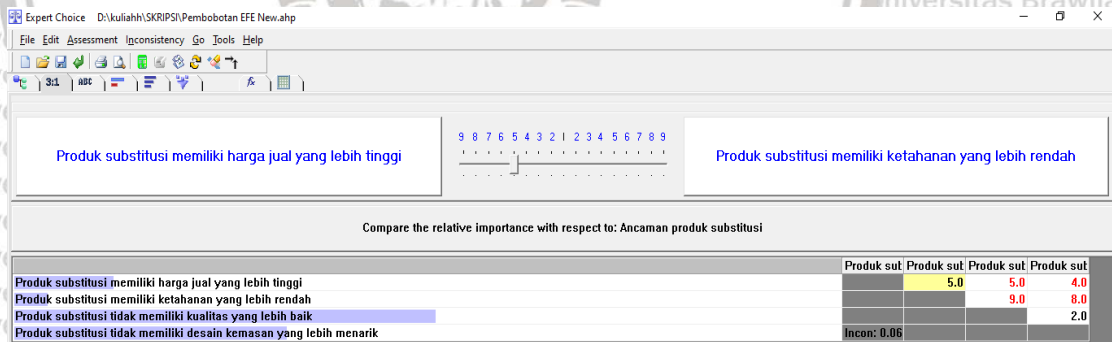 Universitas Brawija
Expert Choice D:\kuliahh\SKRIPSI\Pembobotan EFE New.ahp
File Edit Assessment Inconsistency Go Tools Help
3:1 ABC fx
9 8 7 6 5 4 3 2 1 2 3 4 5 6 7 8 9
Produk substitusi memiliki harga jual yang lebih tinggi
Produk substitusi memiliki ketahanan yang lebih rendah
Compare the relative importance with respect to: Ancaman produk substitusi
Produk sut Produk sut Produk sut Produk sut
Produk substitusi memiliki harga jual yang lebih tinggi 5.0 5.0 4.0
Produk substitusi memiliki ketahanan yang lebih rendah 9.0 8.0
Produk substitusi tidak memiliki kualitas yang lebih baik 2.0
Produk substitusi tidak memiliki desain kemasan yang lebih menarik Incon: 0.06